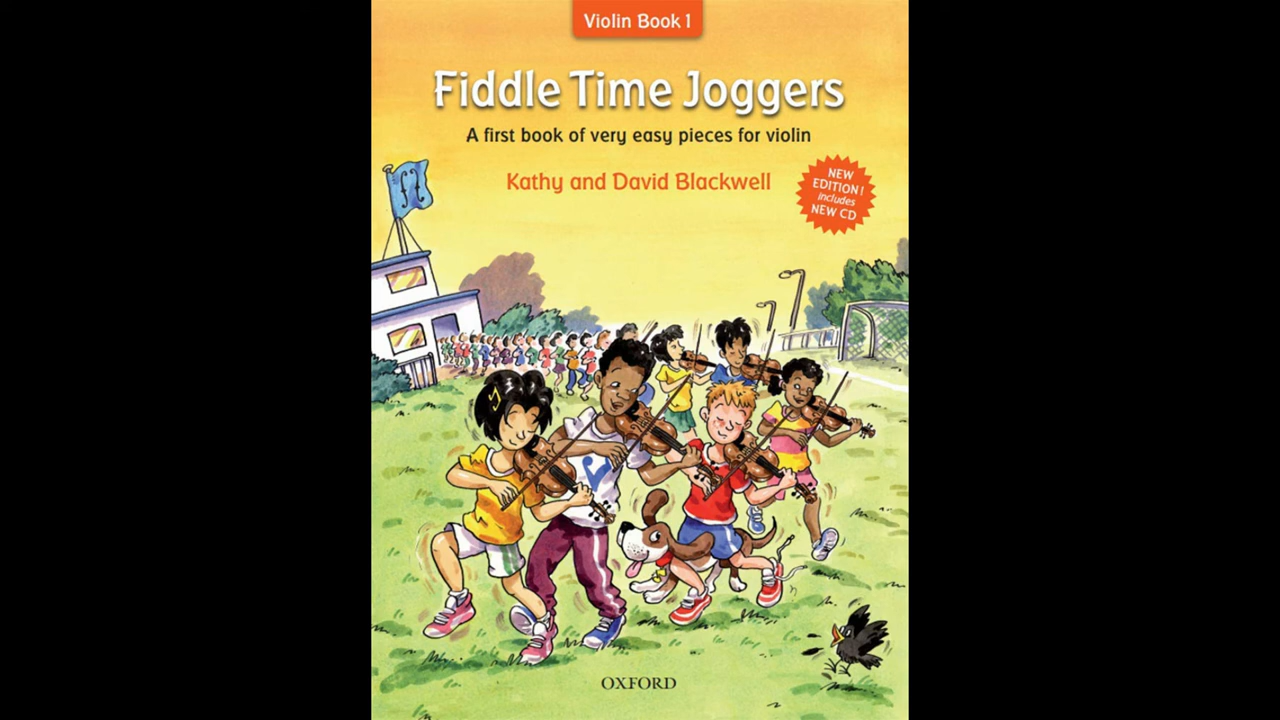 Violin Book 1
Fiddle Time Joggers
A first book of very easy pieces for violin
Kathy and David Blackwell
NEW
EDITION!
includes
NEW CD
OXFORD